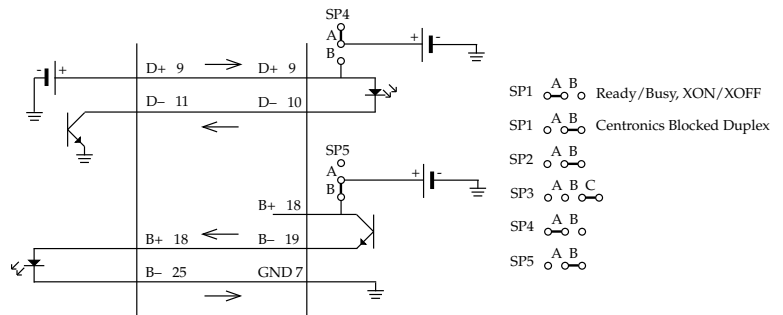 SP4
A
B
+ -
- +
D+ 9
D+ 9
D– 11
D– 10
SP5
A
B
+ -
B+ 18
B+ 18
B– 19
B– 25
GND 7
SP1 A B Ready/Busy, XON/XOFF
SP1 A B Centronics Blocked Duplex
SP2 A B
SP3 A B C
SP4 A B
SP5 A B